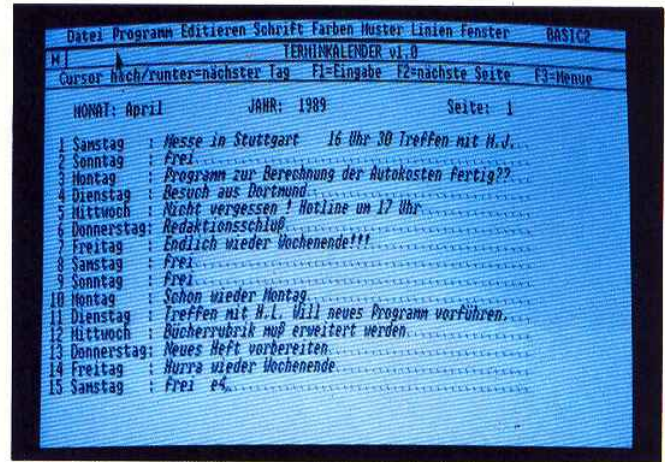 Datei Programm Editieren Schrift Farben Muster Linien Fenster BASIC2
TERMINKALENDER v1.0
Cursor hoch/runter=nächster Tag F1=Eingabe F2=nächste Seite F3=Menue
MONAT: April JAHR: 1989 Seite: 1
1 Samstag : Messe in Stuttgart 16 Uhr 30 Treffen mit H.J.
2 Sonntag : frei
3 Montag : Programm zur Berechnung der Autokosten fertig??
4 Dienstag : Besuch aus Dortmund
5 Mittwoch : Nicht vergessen ! Hotline um 17 Uhr
6 Donnerstag: Redaktionsschluß
7 Freitag : Endlich wieder Wochenende!!!
8 Samstag : frei
9 Sonntag : frei
10 Montag : Schon wieder Montag
11 Dienstag : Treffen mit H.L. Will neues Programm vorführen.
12 Mittwoch : Bücherrubrik muß erweitert werden
13 Donnerstag: Neues Heft vorbereiten
14 Freitag : Hurra wieder Wochenende
15 Samstag : frei e4